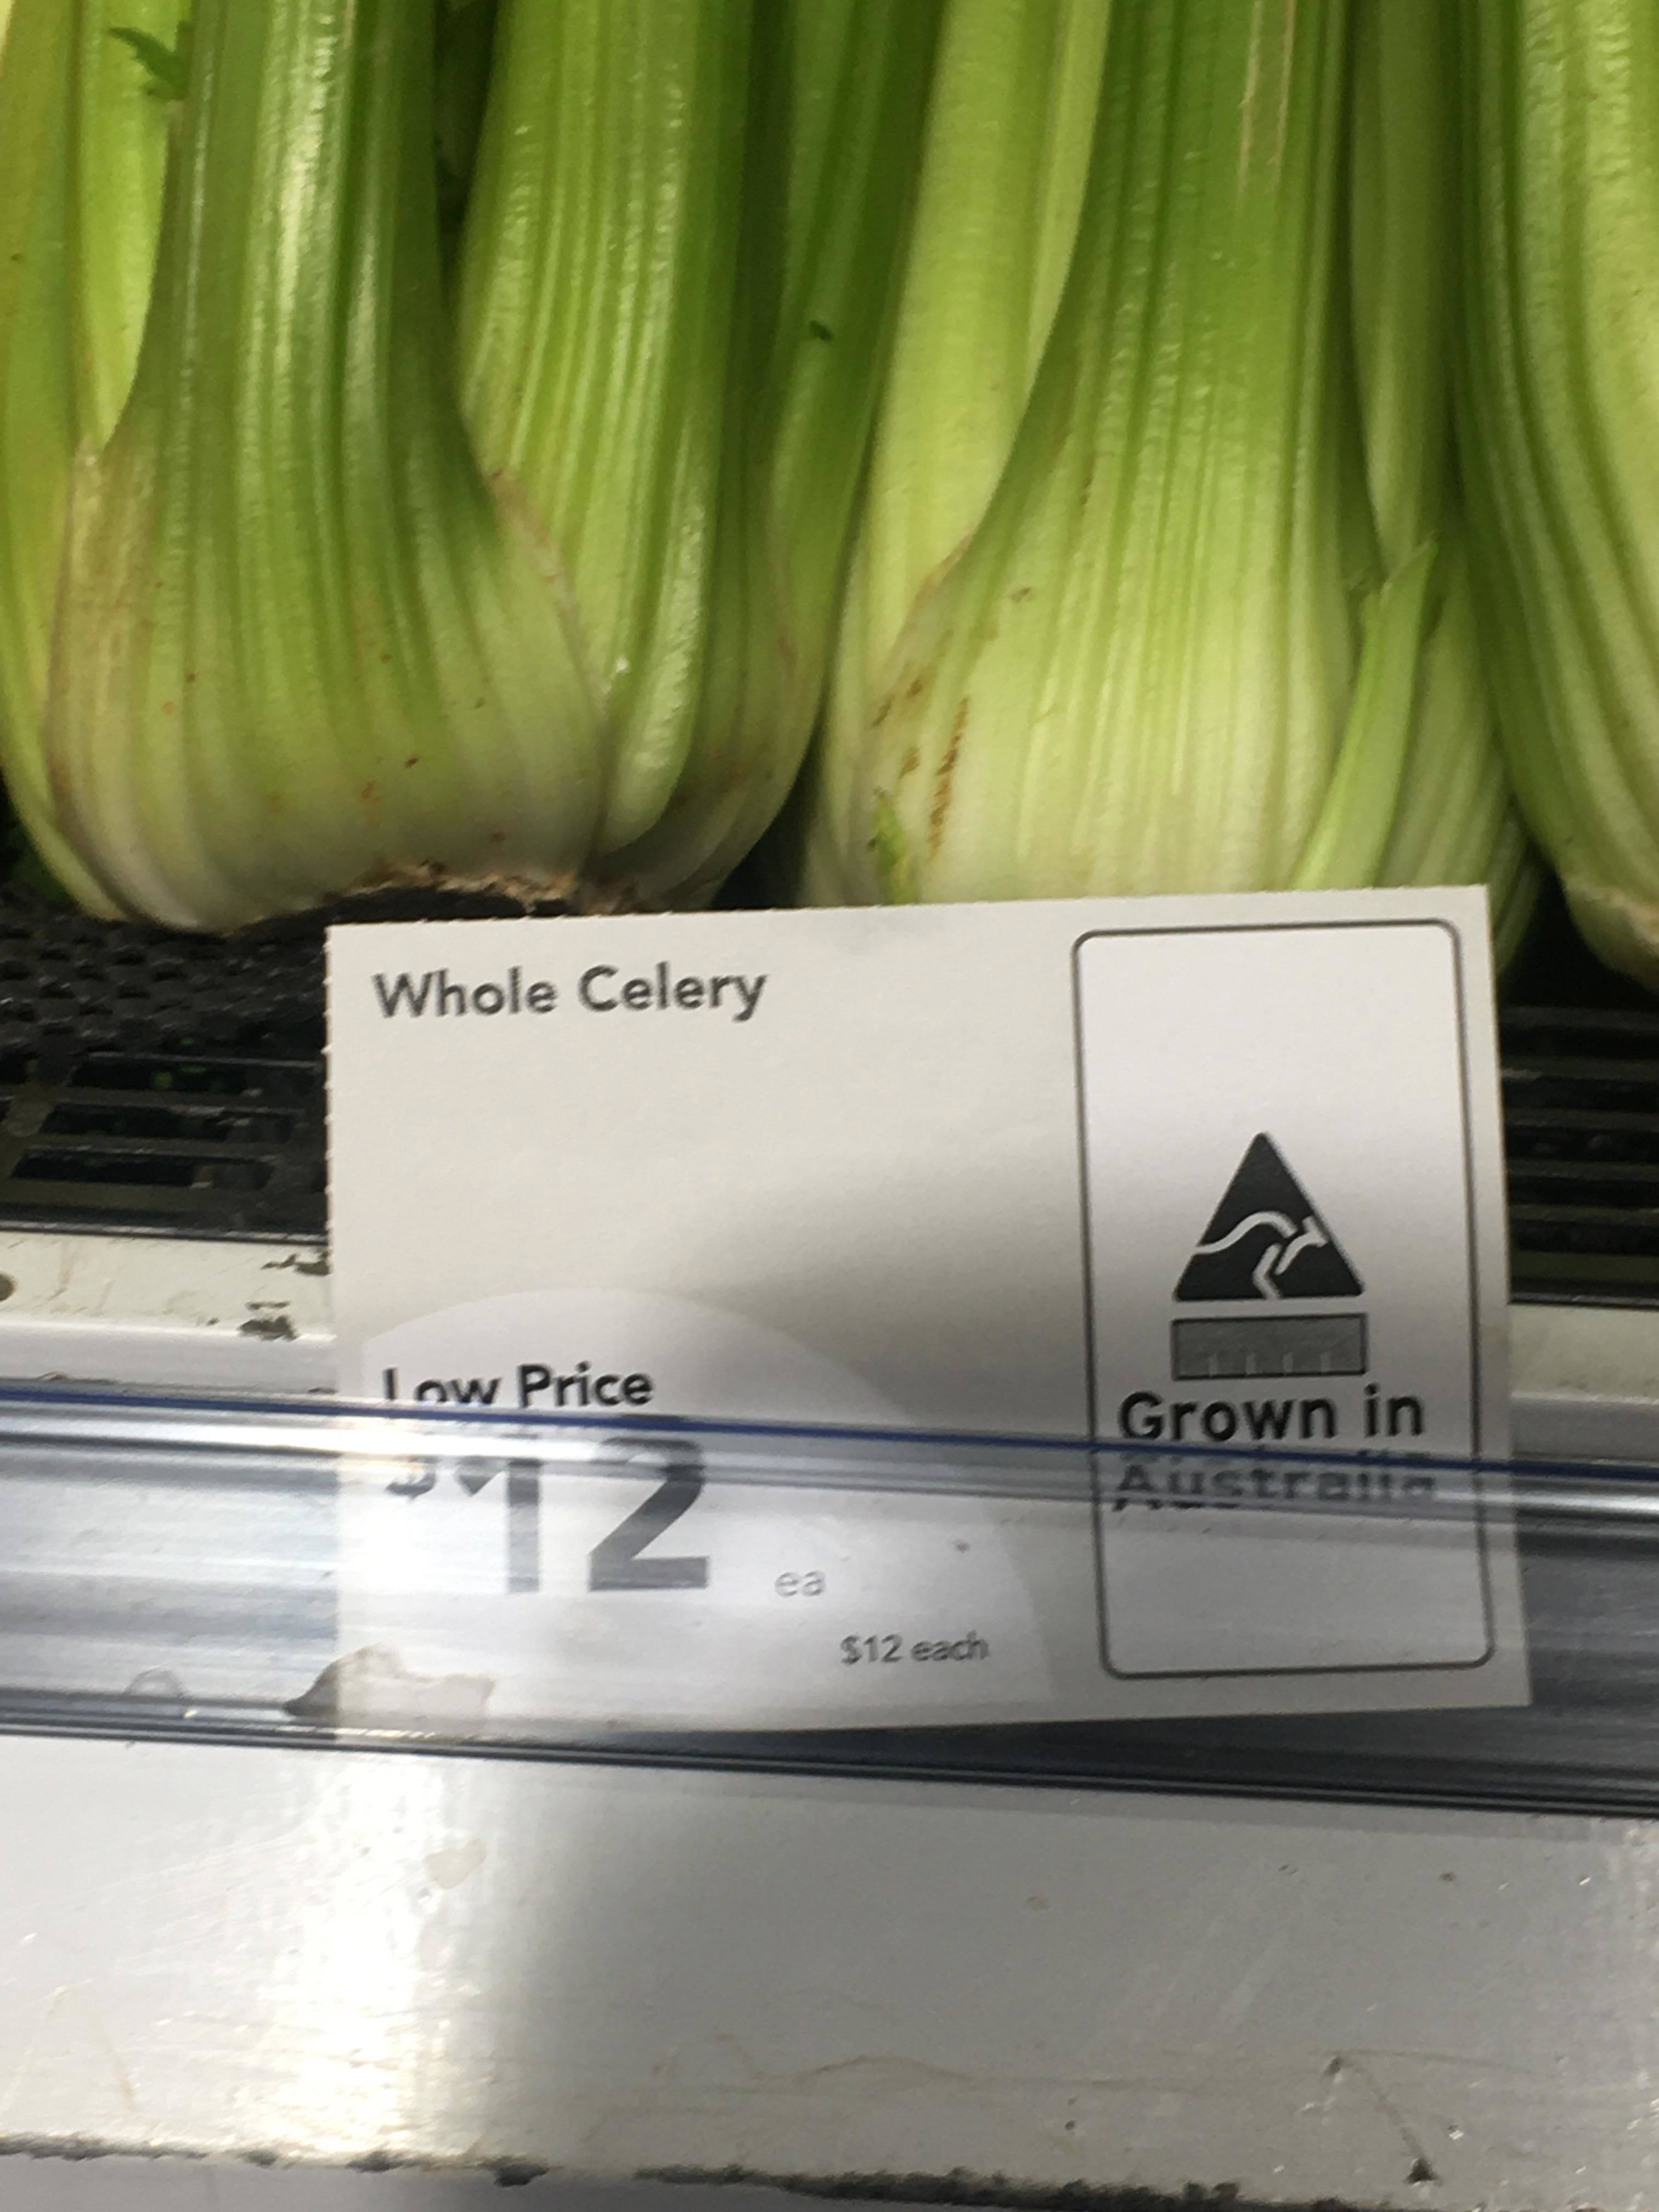 Whole Celery
Low Price
$12 ea
$12 each
Grown in
Australia